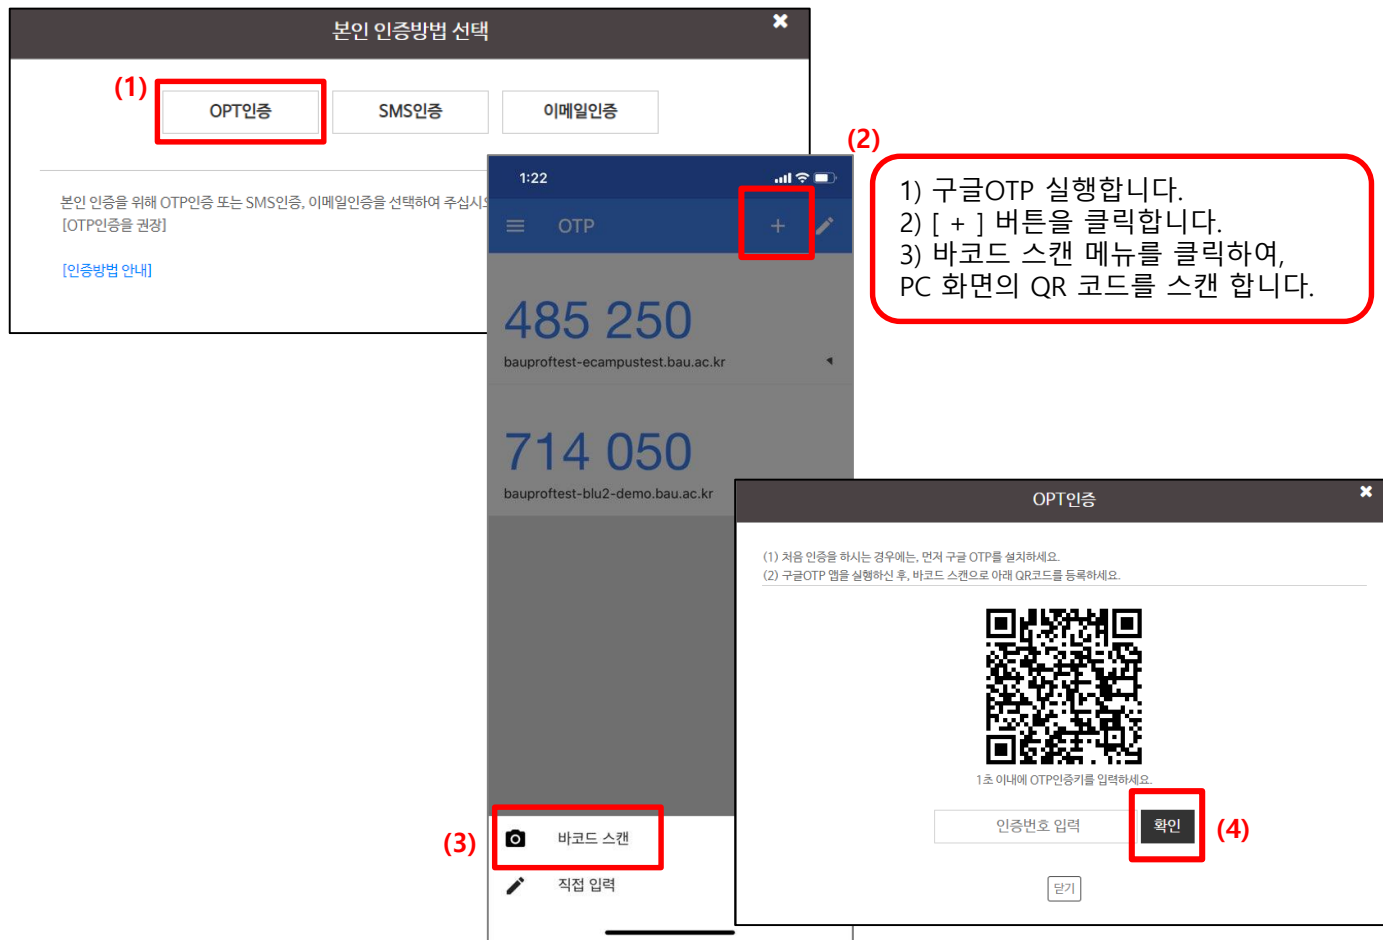 본인 인증방법 선택
(1)
OPT인증
SMS인증
이메일인증
본인 인증을 위해 OTP인증 또는 SMS인증, 이메일인증을 선택하여 주십시
[OTP인증을 권장]
[인증방법 안내]
(2)
1) 구글OTP 실행합니다.
2) [ + ] 버튼을 클릭합니다.
3) 바코드 스캔 메뉴를 클릭하여,
PC 화면의 QR 코드를 스캔 합니다.
1:22
OTP
485 250
bauproftest-ecampustest.bau.ac.kr
714 050
bauproftest-blu2-demo.bau.ac.kr
(3)
바코드 스캔
직접 입력
OPT인증
(1) 처음 인증을 하시는 경우에는, 먼저 구글 OTP를 설치하세요.
(2) 구글OTP 앱을 실행하신 후, 바코드 스캔으로 아래 QR코드를 등록하세요.
1초 이내에 OTP인증키를 입력하세요.
인증번호 입력
확인
(4)
닫기